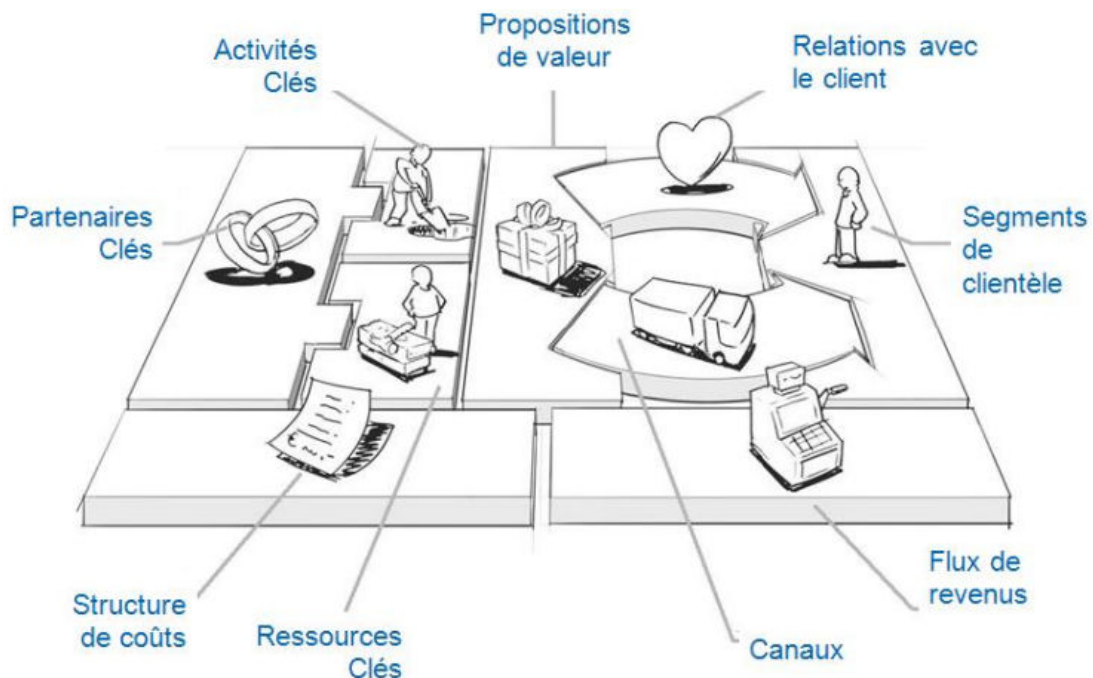 Activités
Clés
Propositions
de valeur
Relations avec
le client
Partenaires
Clés
Segments
de
clientèle
Structure
de coûts
Ressources
Clés
Canaux
Flux de
revenus